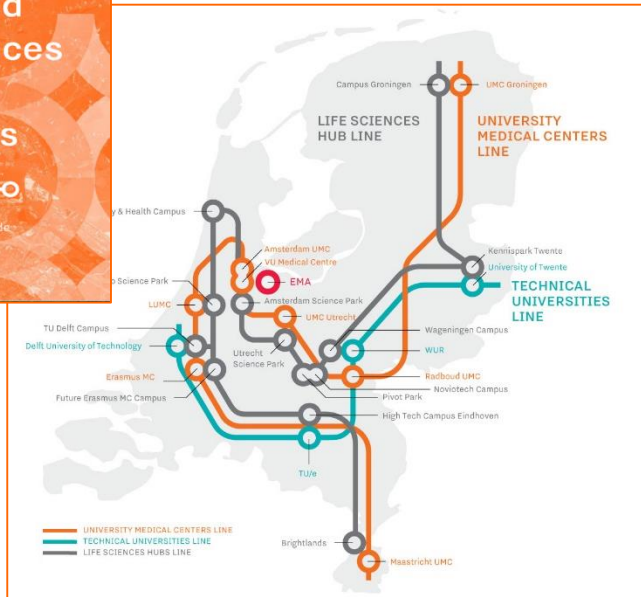 ces
s
Campus Groningen
UMC Groningen
LIFE SCIENCES
HUB LINE
UNIVERSITY
MEDICAL CENTERS
LINE
y & Health Campus
Amsterdam UMC
VU Medical Centre
EMA
Kennispark Twente
University of Twente
Science Park
LUMC
Amsterdam Science Park
TECHNICAL
UNIVERSITIES
LINE
UMC Utrecht
TU Delft Campus
Delft University of Technology
Wageningen Campus
Utrecht
Science Park
WUR
Erasmus MC
Radboud UMC
Noviotech Campus
Future Erasmus MC Campus
Pivot Park
High Tech Campus Eindhoven
TU/e
UNIVERSITY MEDICAL CENTERS LINE
TECHNICAL UNIVERSITIES LINE
LIFE SCIENCES HUBS LINE
Brightlands
Maastricht UMC